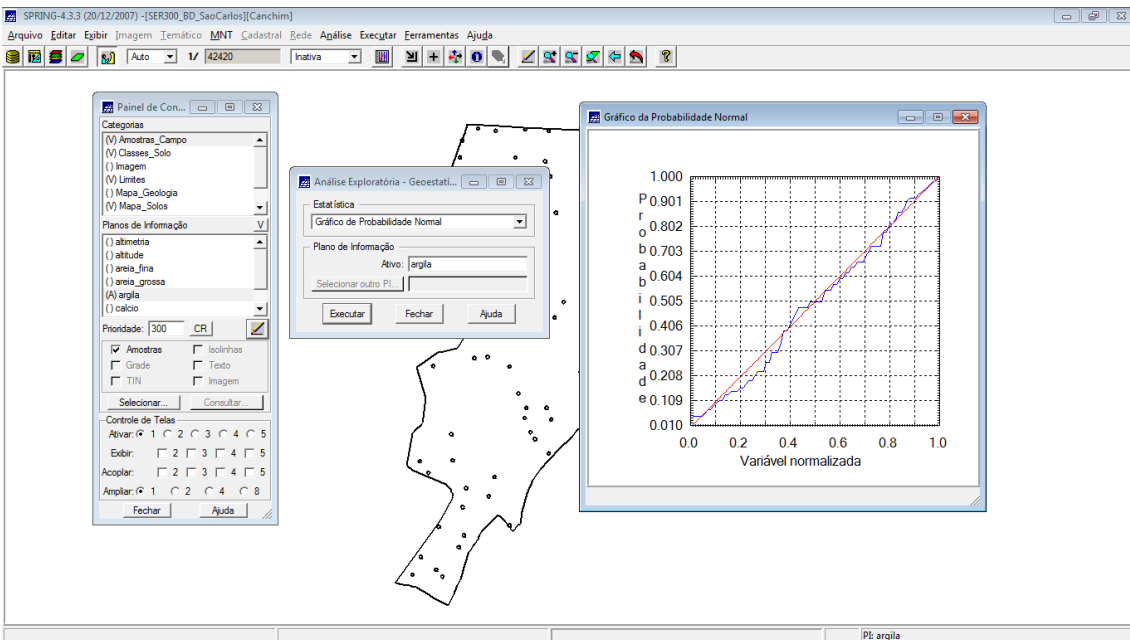 SPRING-4.3.3 (20/12/2007) -[SER300_BD_SaoCarlos][Canchim]
Arquivo Editar Exibir Imagem Temático MNT Cadastral Rede Análise Executar Ferramentas Ajuda
Auto 1/ 42420 Inativa
Painel de Con...
Categorias
(V) Amostras_Campo
(V) Classes_Solo
() Imagem
(V) Limites
() Mapa_Geologia
(V) Mapa_Solos
Planos de Informação V
() altimetria
() altitude
() areia_fina
() areia_grossa
(A) argila
() calcio
Prioridade: 300 CR
Amostras Isolinhas
Grade Texto
TIN Imagem
Selecionar... Consultar...
Controle de Telas
Ativar: 1 2 3 4 5
Exibir: 2 3 4 5
Acoplar: 2 3 4 5
Ampliar: 1 2 4 8
Fechar Ajuda
Análise Exploratória - Geoestatí...
Estatística
Gráfico de Probabilidade Normal
Plano de Informação
Ativo: argila
Selecionar outro PI...
Executar Fechar Ajuda
Gráfico da Probabilidade Normal
Probabilidade
1.000
0.901
0.802
0.703
0.604
0.505
0.406
0.307
0.208
0.109
0.010
0.0 0.2 0.4 0.6 0.8 1.0
Variável normalizada
PI: argila